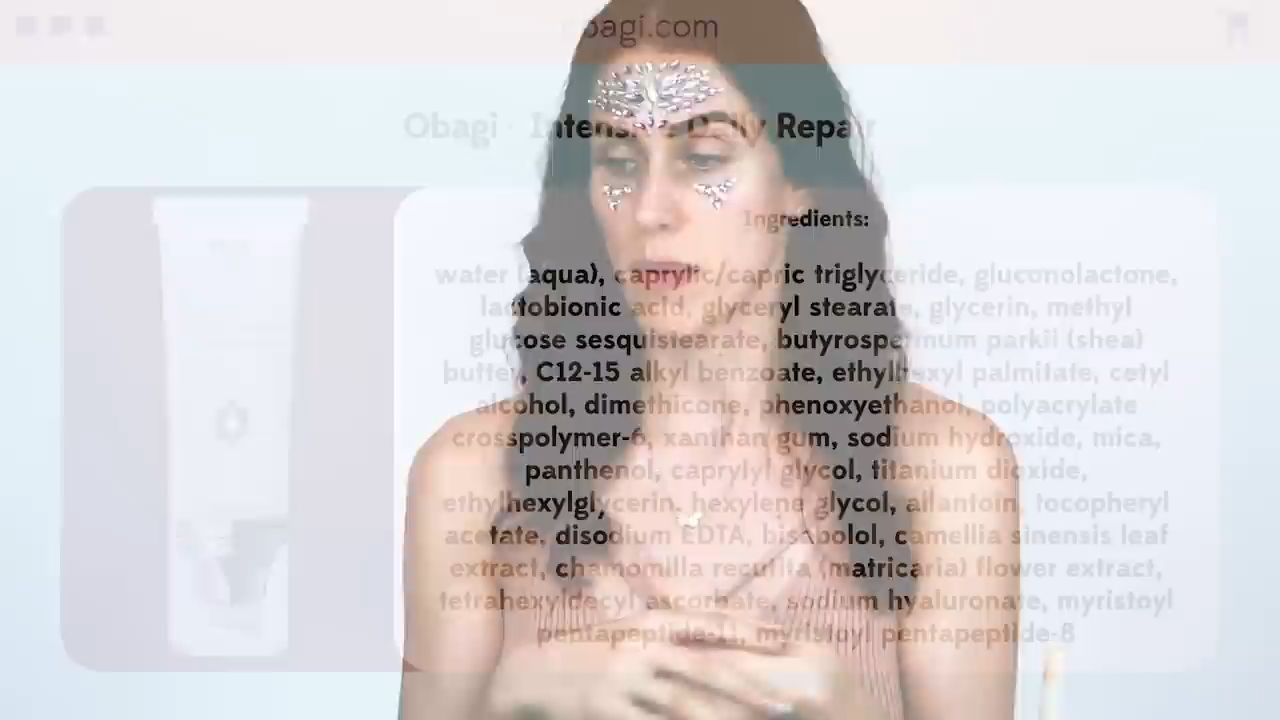 obagi.com
Obagi · Intensive Daily Repair
Ingredients:
water (aqua), caprylic/capric triglyceride, gluconolactone,
lactobionic acid, glyceryl stearate, glycerin, methyl
glucose sesquistearate, butyrospermum parkii (shea)
butter, C12-15 alkyl benzoate, ethylhexyl palmitate, cetyl
alcohol, dimethicone, phenoxyethanol, polyacrylate
crosspolymer-6, xanthan gum, sodium hydroxide, mica,
panthenol, caprylyl glycol, titanium dioxide,
ethylhexylglycerin, hexylene glycol, allantoin, tocopheryl
acetate, disodium EDTA, bisabolol, camellia sinensis leaf
extract, chamomilla recutita (matricaria) flower extract,
tetrahexyldecyl ascorbate, sodium hyaluronate, myristoyl
pentapeptide-11, myristoyl pentapeptide-8